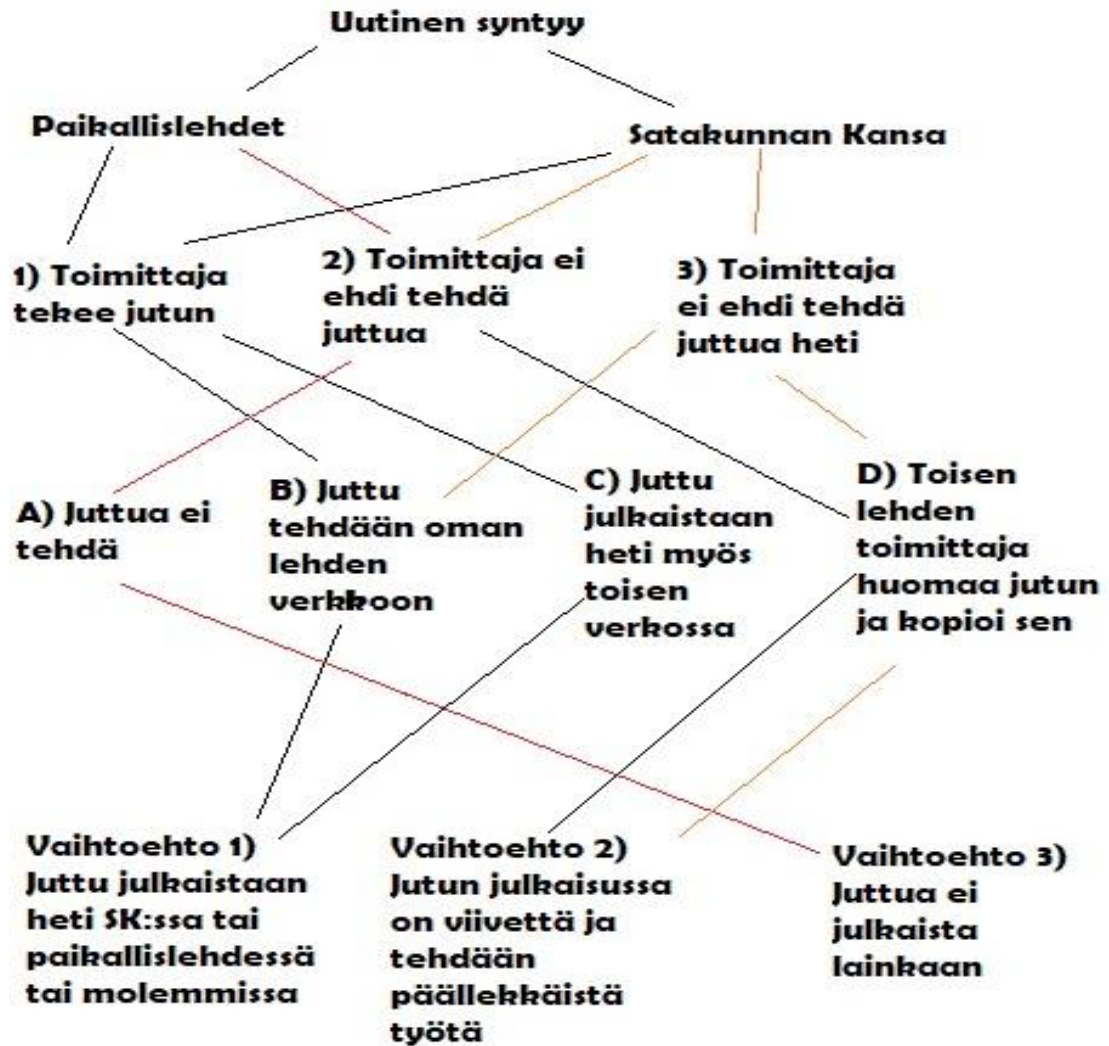 Uutinen syntyy
Paikallislehdet
Satakunnan Kansa
1) Toimittaja
tekee jutun
2) Toimittaja ei
ehdi tehdä
juttua
3) Toimittaja
ei ehdi tehdä
juttua heti
A) Juttua ei
tehdä
B) Juttu
tehdään oman
lehden
verkkoon
C) Juttu
julkaistaan
heti myös
toisen
verkossa
D) Toisen
lehden
toimittaja
huomaa jutun
ja kopioi sen
Vaihtoehto 1)
Juttu julkaistaan
heti SK:ssa tai
paikallislehdessä
tai molemmissa
Vaihtoehto 2)
Jutun julkaisussa
on viivettä ja
tehdään
päällekkäistä
työtä
Vaihtoehto 3)
Juttua ei
julkaista
lainkaan